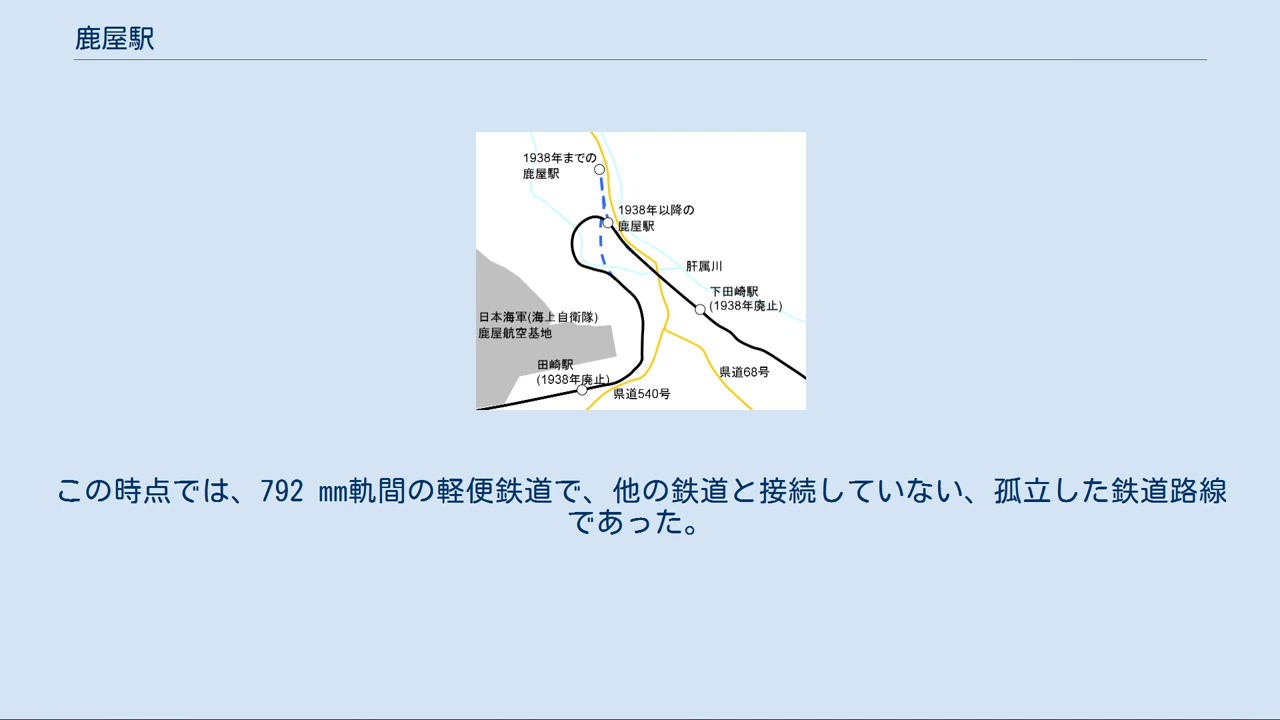 鹿屋駅
1938年までの
鹿屋駅
1938年以降の
鹿屋駅
肝属川
下田崎駅
(1938年廃止)
日本海軍(海上自衛隊)
鹿屋航空基地
田崎駅
(1938年廃止)
県道68号
県道540号
この時点では、792 mm軌間の軽便鉄道で、他の鉄道と接続していない、孤立した鉄道路線
であった。